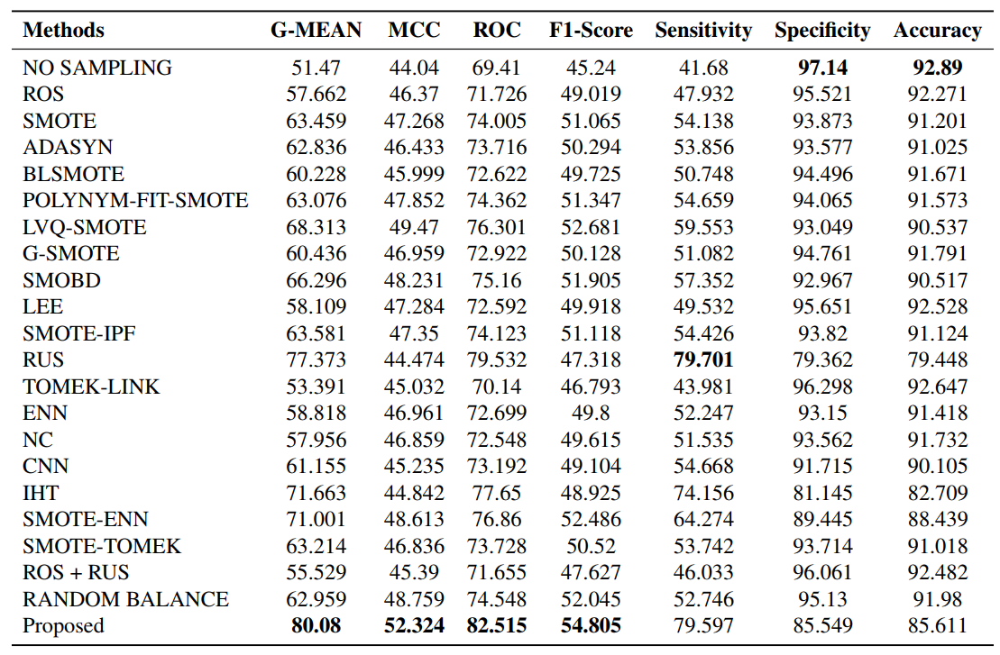 Methods G-MEAN MCC ROC F1-Score Sensitivity Specificity Accuracy
NO SAMPLING 51.47 44.04 69.41 45.24 41.68 97.14 92.89
ROS 57.662 46.37 71.726 49.019 47.932 95.521 92.271
SMOTE 63.459 47.268 74.005 51.065 54.138 93.873 91.201
ADASYN 62.836 46.433 73.716 50.294 53.856 93.577 91.025
BLSMOTE 60.228 45.999 72.622 49.725 50.748 94.496 91.671
POLYNYM-FIT-SMOTE 63.076 47.852 74.362 51.347 54.659 94.065 91.573
LVQ-SMOTE 68.313 49.47 76.301 52.681 59.553 93.049 90.537
G-SMOTE 60.436 46.959 72.922 50.128 51.082 94.761 91.791
SMOBD 66.296 48.231 75.16 51.905 57.352 92.967 90.517
LEE 58.109 47.284 72.592 49.918 49.532 95.651 92.528
SMOTE-IPF 63.581 47.35 74.123 51.118 54.426 93.82 91.124
RUS 77.373 44.474 79.532 47.318 79.701 79.362 79.448
TOMEK-LINK 53.391 45.032 70.14 46.793 43.981 96.298 92.647
ENN 58.818 46.961 72.699 49.8 52.247 93.15 91.418
NC 57.956 46.859 72.548 49.615 51.535 93.562 91.732
CNN 61.155 45.235 73.192 49.104 54.668 91.715 90.105
IHT 71.663 44.842 77.65 48.925 74.156 81.145 82.709
SMOTE-ENN 71.001 48.613 76.86 52.486 64.274 89.445 88.439
SMOTE-TOMEK 63.214 46.836 73.728 50.52 53.742 93.714 91.018
ROS + RUS 55.529 45.39 71.655 47.627 46.033 96.061 92.482
RANDOM BALANCE 62.959 48.759 74.548 52.045 52.746 95.13 91.98
Proposed 80.08 52.324 82.515 54.805 79.597 85.549 85.611